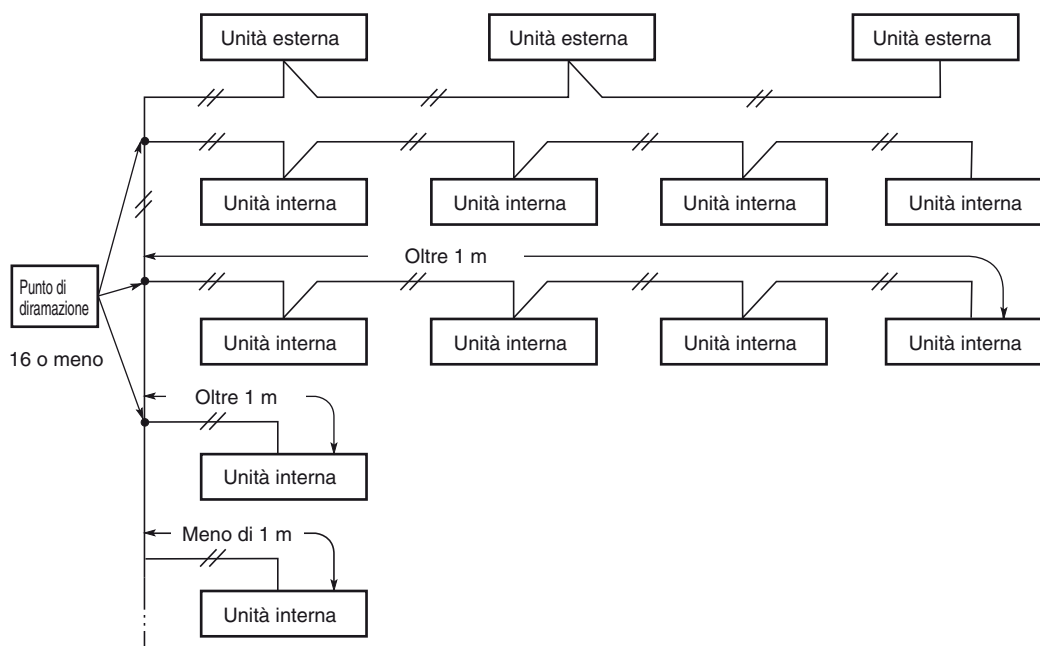 Unità esterna
Unità esterna
Unità esterna
Unità interna
Unità interna
Unità interna
Unità interna
Oltre 1 m
Punto di
diramazione
16 o meno
Unità interna
Unità interna
Unità interna
Unità interna
Oltre 1 m
Unità interna
Meno di 1 m
Unità interna